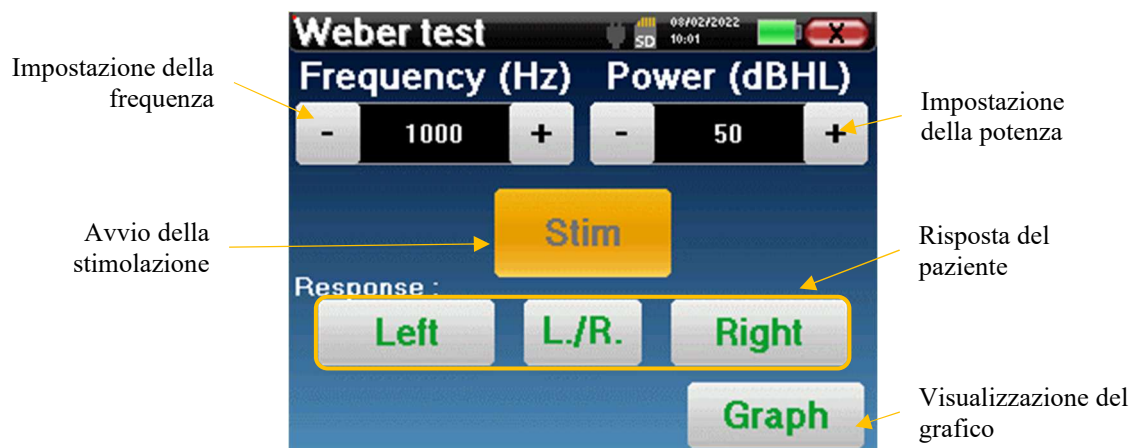 Weber test
SD
08/02/2022
10:01
X
Impostazione della
frequenza
Frequency (Hz)
Power (dBHL)
- 1000 +
- 50 +
Impostazione
della potenza
Avvio della
stimolazione
Stim
Risposta del
paziente
Response :
Left
L./R.
Right
Graph
Visualizzazione del
grafico